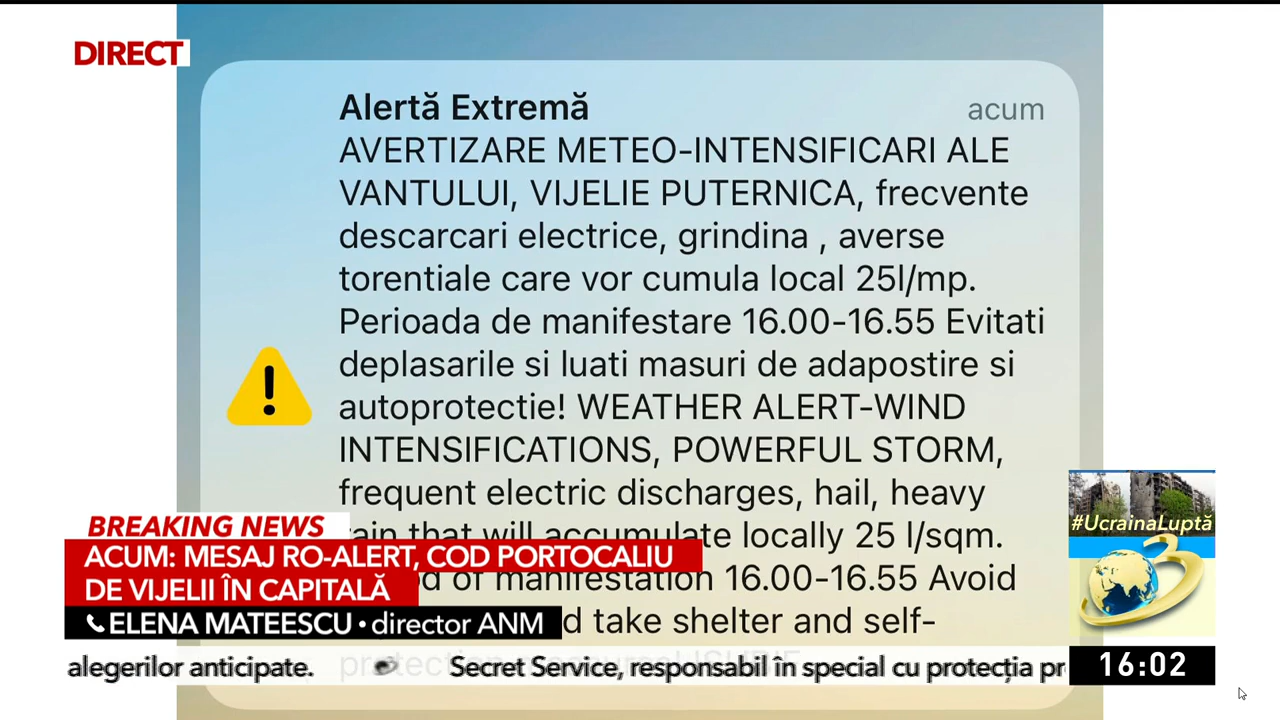 DIRECT
Alertă Extremă
acum
AVERTIZARE METEO-INTENSIFICARI ALE
VANTULUI, VIJELIE PUTERNICA, frecvente
descarcari electrice, grindina , averse
torentiale care vor cumula local 25l/mp.
Perioada de manifestare 16.00-16.55 Evitati
deplasarile si luati masuri de adapostire si
autoprotectie! WEATHER ALERT-WIND
INTENSIFICATIONS, POWERFUL STORM,
frequent electric discharges, hail, heavy
rain that will accumulate locally 25 l/sqm.
of manifestation 16.00-16.55 Avoid
take shelter and self-
BREAKING NEWS
ACUM: MESAJ RO-ALERT, COD PORTOCALIU
DE VIJELII ÎN CAPITALĂ
ELENA MATEESCU • director ANM
#UcrainaLuptă
3
alegerilor anticipate. Secret Service, responsabil în special cu protecția pr
16:02